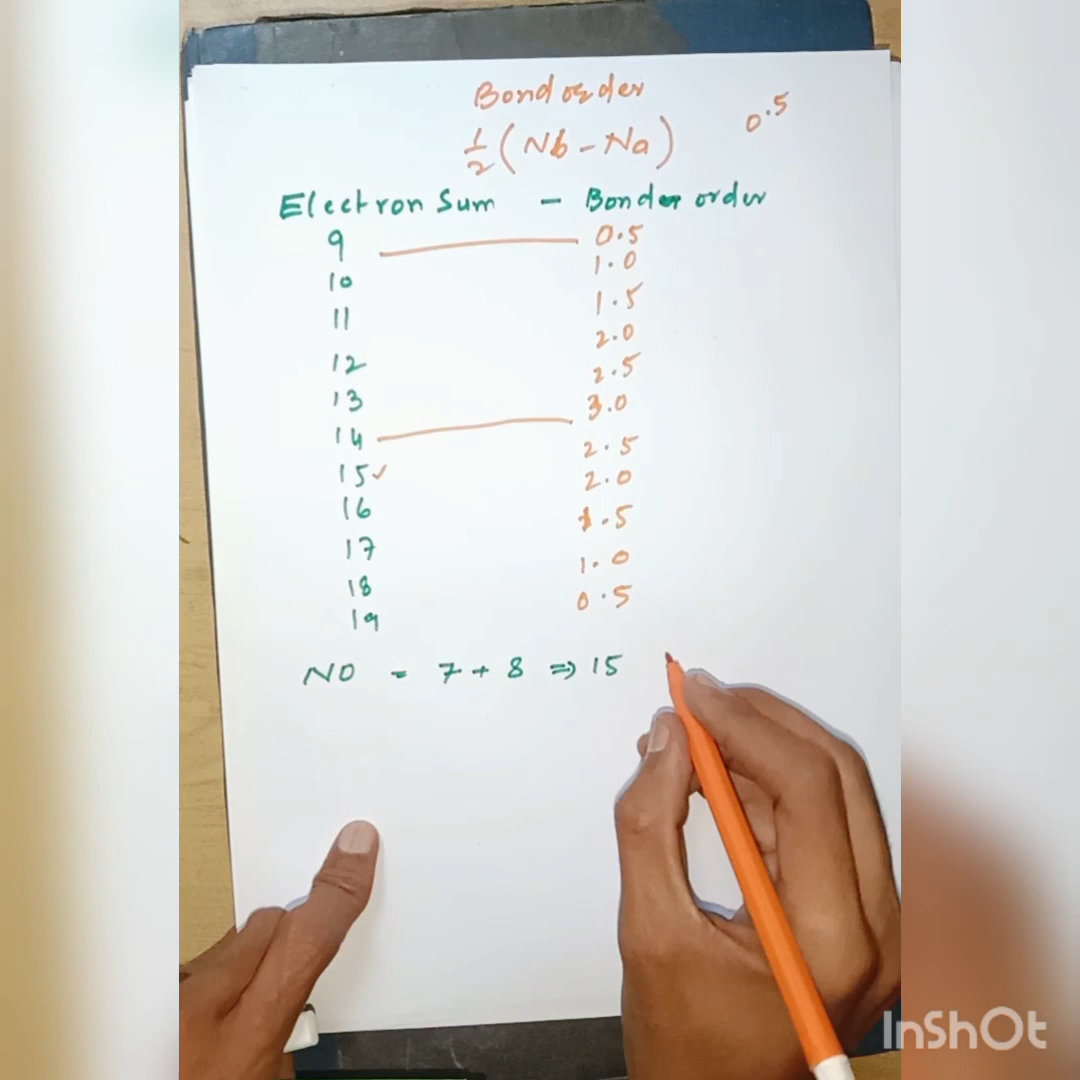 Bond order
½(Nb - Na)
0.5
Electron Sum - Bonder order
9 0.5
10 1.0
11 1.5
12 2.0
13 2.5
14 3.0
15✓ 2.5
16 2.0
17 1.5
18 1.0
19 0.5
NO = 7 + 8 ⇒ 15
InShOt